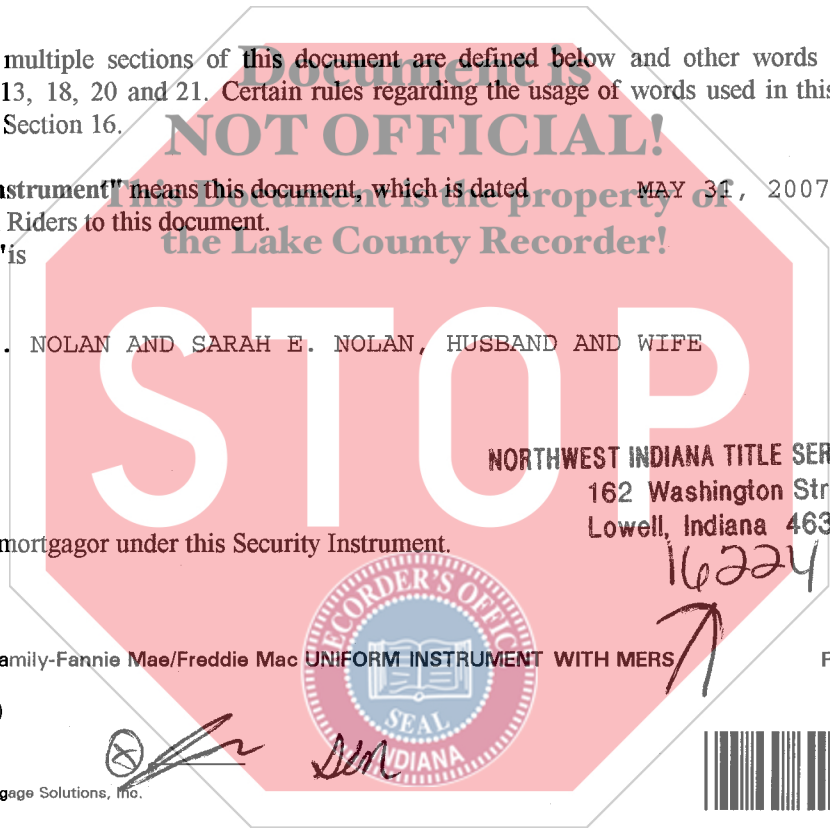 multiple sections of this document are defined below and other words
Document is
13, 18, 20 and 21. Certain rules regarding the usage of words used in this
Section 16.
NOT OFFICIAL!
nstrument" means this document, which is dated MAY 31, 2007
This Document is the property of
Riders to this document.
the Lake County Recorder!
" is
. NOLAN AND SARAH E. NOLAN, HUSBAND AND WIFE
STOP
NORTHWEST INDIANA TITLE SER
162 Washington Str
Lowell, Indiana 463
mortgagor under this Security Instrument.
16224
RECORDER'S OFFIC
amily-Fannie Mae/Freddie Mac UNIFORM INSTRUMENT WITH MERS
F
)
SEAL
INDIANA
SEN
gage Solutions, Inc.